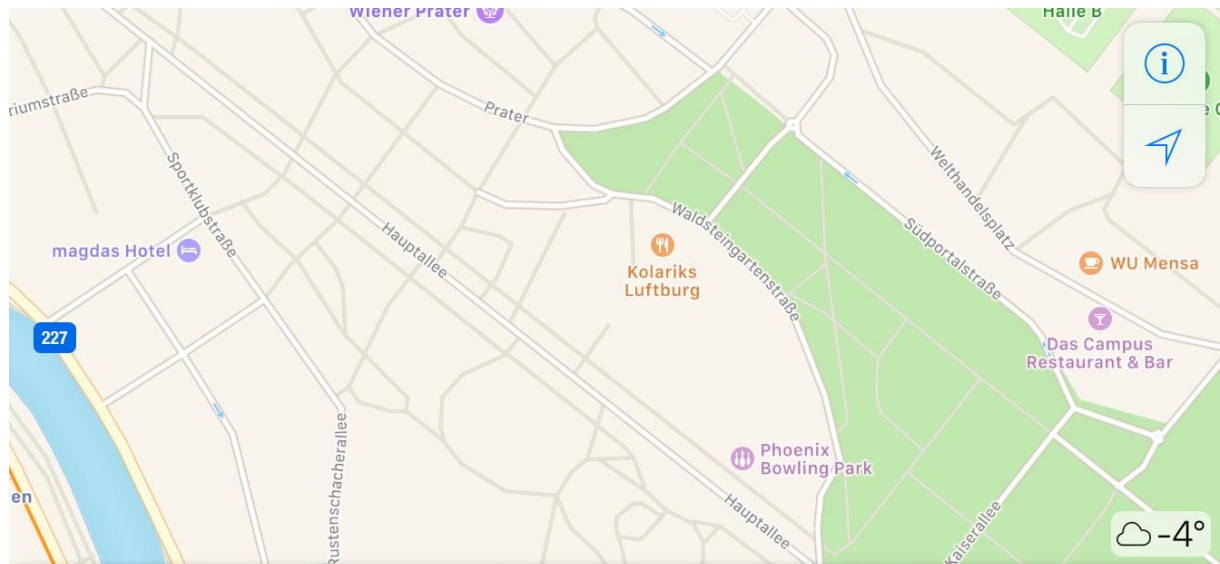 Wiener Prater
Halle B
riumstraße
Prater
Sportklubstraße
Welthandelsplatz
magdas Hotel
Hauptallee
Waldsteingartenstraße
Südportalstraße
Kolariks
Luftburg
WU Mensa
227
Das Campus
Restaurant & Bar
Phoenix
Bowling Park
Rustenschacherallee
en
Hauptallee
Kaiserallee
-4°